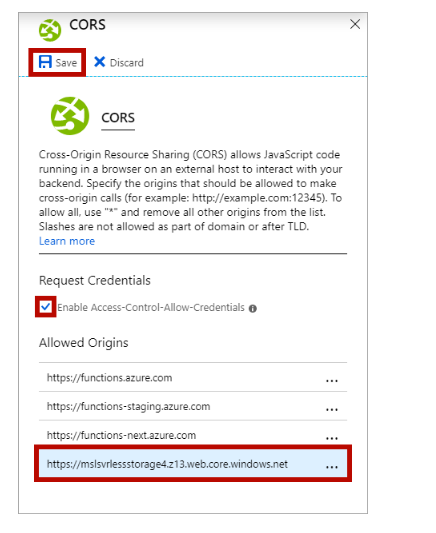 CORS
Save
Discard
CORS
Cross-Origin Resource Sharing (CORS) allows JavaScript code
running in a browser on an external host to interact with your
backend. Specify the origins that should be allowed to make
cross-origin calls (for example: http://example.com:12345). To
allow all, use "*" and remove all other origins from the list.
Slashes are not allowed as part of domain or after TLD.
Learn more
Request Credentials
Enable Access-Control-Allow-Credentials
Allowed Origins
https://functions.azure.com
...
https://functions-staging.azure.com
...
https://functions-next.azure.com
...
https://mslsvrlessstorage4.z13.web.core.windows.net
...